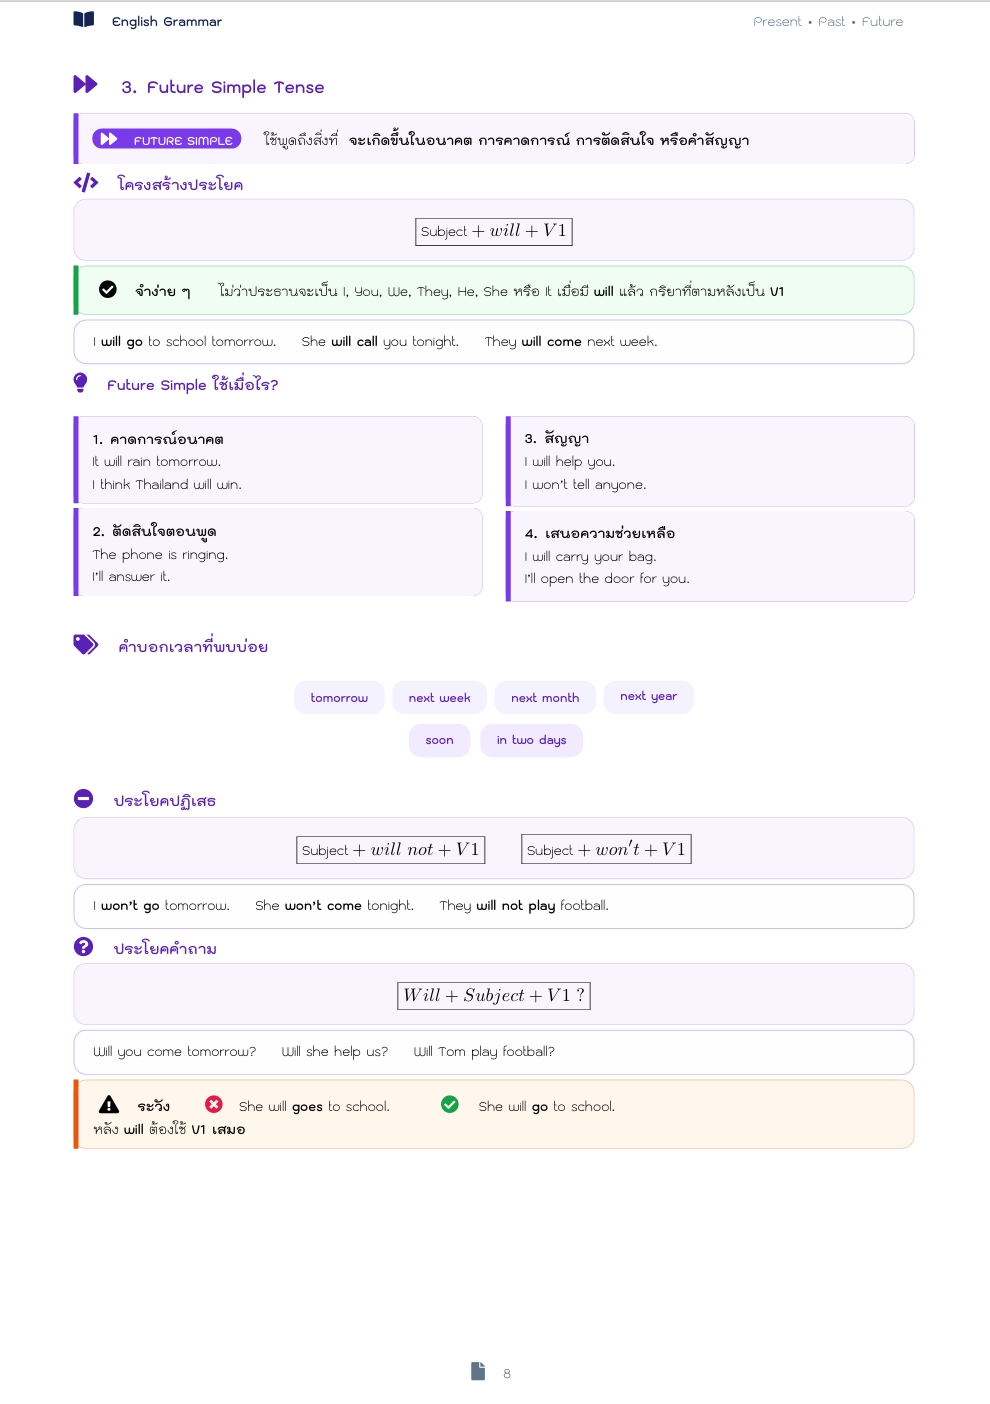 English Grammar
Present • Past • Future
3. Future Simple Tense
FUTURE SIMPLE ใช้พูดถึงสิ่งที่ จะเกิดขึ้นในอนาคต การคาดการณ์ การตัดสินใจ หรือคำสัญญา
โครงสร้างประโยค
Subject + will + V1
จำง่าย ๆ ไม่ว่าประธานจะเป็น I, You, We, They, He, She หรือ It เมื่อมี will แล้ว กริยาที่ตามหลังเป็น V1
I will go to school tomorrow. She will call you tonight. They will come next week.
Future Simple ใช้เมื่อไร?
1. คาดการณ์อนาคต
It will rain tomorrow.
I think Thailand will win.
2. ตัดสินใจตอนพูด
The phone is ringing.
I'll answer it.
3. สัญญา
I will help you.
I won't tell anyone.
4. เสนอความช่วยเหลือ
I will carry your bag.
I'll open the door for you.
คำบอกเวลาที่พบบ่อย
tomorrow next week next month next year
soon in two days
ประโยคปฏิเสธ
Subject + will not + V1 Subject + won't + V1
I won't go tomorrow. She won't come tonight. They will not play football.
ประโยคคำถาม
Will + Subject + V1 ?
Will you come tomorrow? Will she help us? Will Tom play football?
ระวัง She will goes to school. She will go to school.
หลัง will ต้องใช้ V1 เสมอ
8